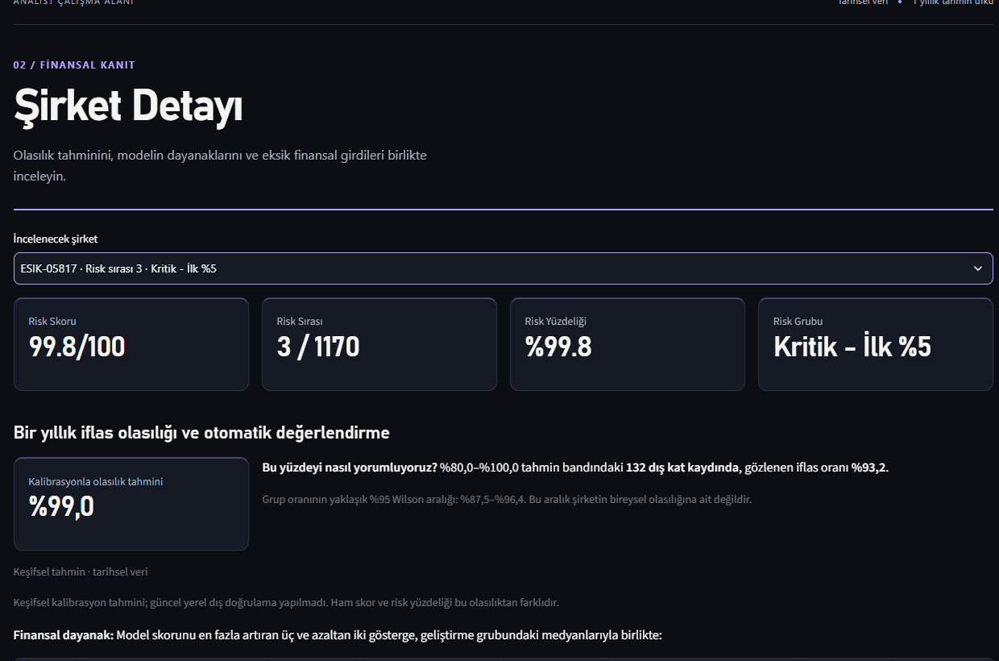 ANALİST ÇALIŞMA ALANI
Tarihsel veri • 1 yıllık tahmin ufku
02 / FİNANSAL KANIT
Şirket Detayı
Olasılık tahminini, modelin dayanaklarını ve eksik finansal girdileri birlikte
inceleyin.
İncelenecek şirket
ESIK-05817 · Risk sırası 3 · Kritik - İlk %5
Risk Skoru
99.8/100
Risk Sırası
3 / 1170
Risk Yüzdeliği
%99.8
Risk Grubu
Kritik - İlk %5
Bir yıllık iflas olasılığı ve otomatik değerlendirme
Kalibrasyonla olasılık tahmini
%99,0
Bu yüzdeyi nasıl yorumluyoruz? %80,0–%100,0 tahmin bandındaki 132 dış kat kaydında, gözlenen iflas oranı %93,2.
Grup oranının yaklaşık %95 Wilson aralığı: %87,5–%96,4. Bu aralık şirketin bireysel olasılığına ait değildir.
Keşifsel tahmin · tarihsel veri
Keşifsel kalibrasyon tahmini; güncel yerel dış doğrulama yapılmadı. Ham skor ve risk yüzdeliği bu olasılıktan farklıdır.
Finansal dayanak: Model skorunu en fazla artıran üç ve azaltan iki gösterge, geliştirme grubundaki medyanlarıyla birlikte: